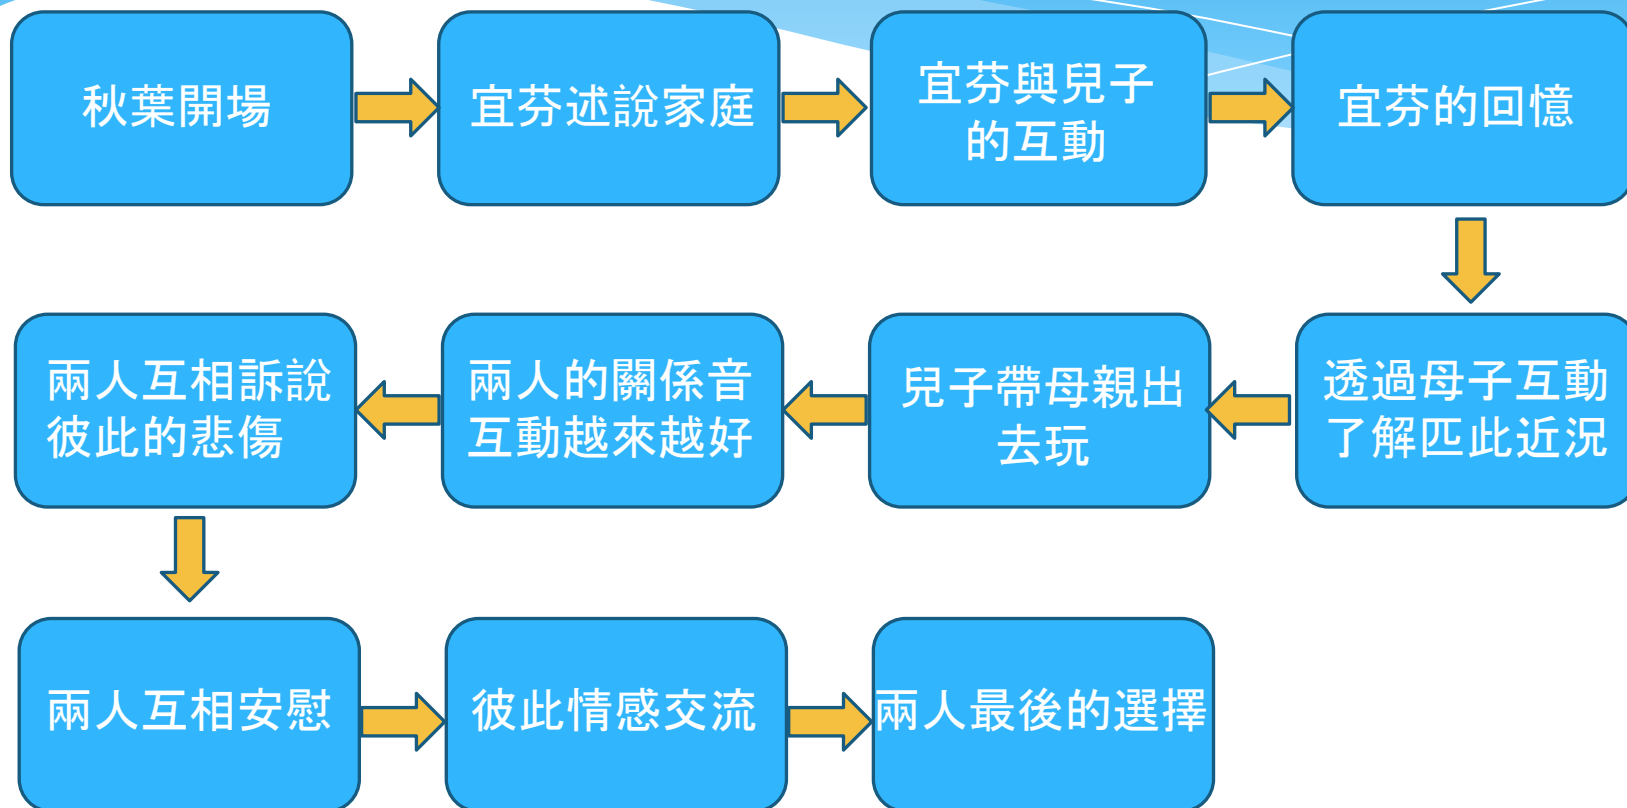 秋葉開場
宜芬述說家庭
宜芬與兒子
的互動
宜芬的回憶
透過母子互動
了解匹此近況
兒子帶母親出
去玩
兩人的關係音
互動越來越好
兩人互相訴說
彼此的悲傷
兩人互相安慰
彼此情感交流
兩人最後的選擇